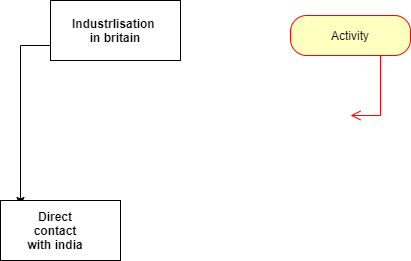 Industrlisation
in britain
Activity
Direct
contact
with india